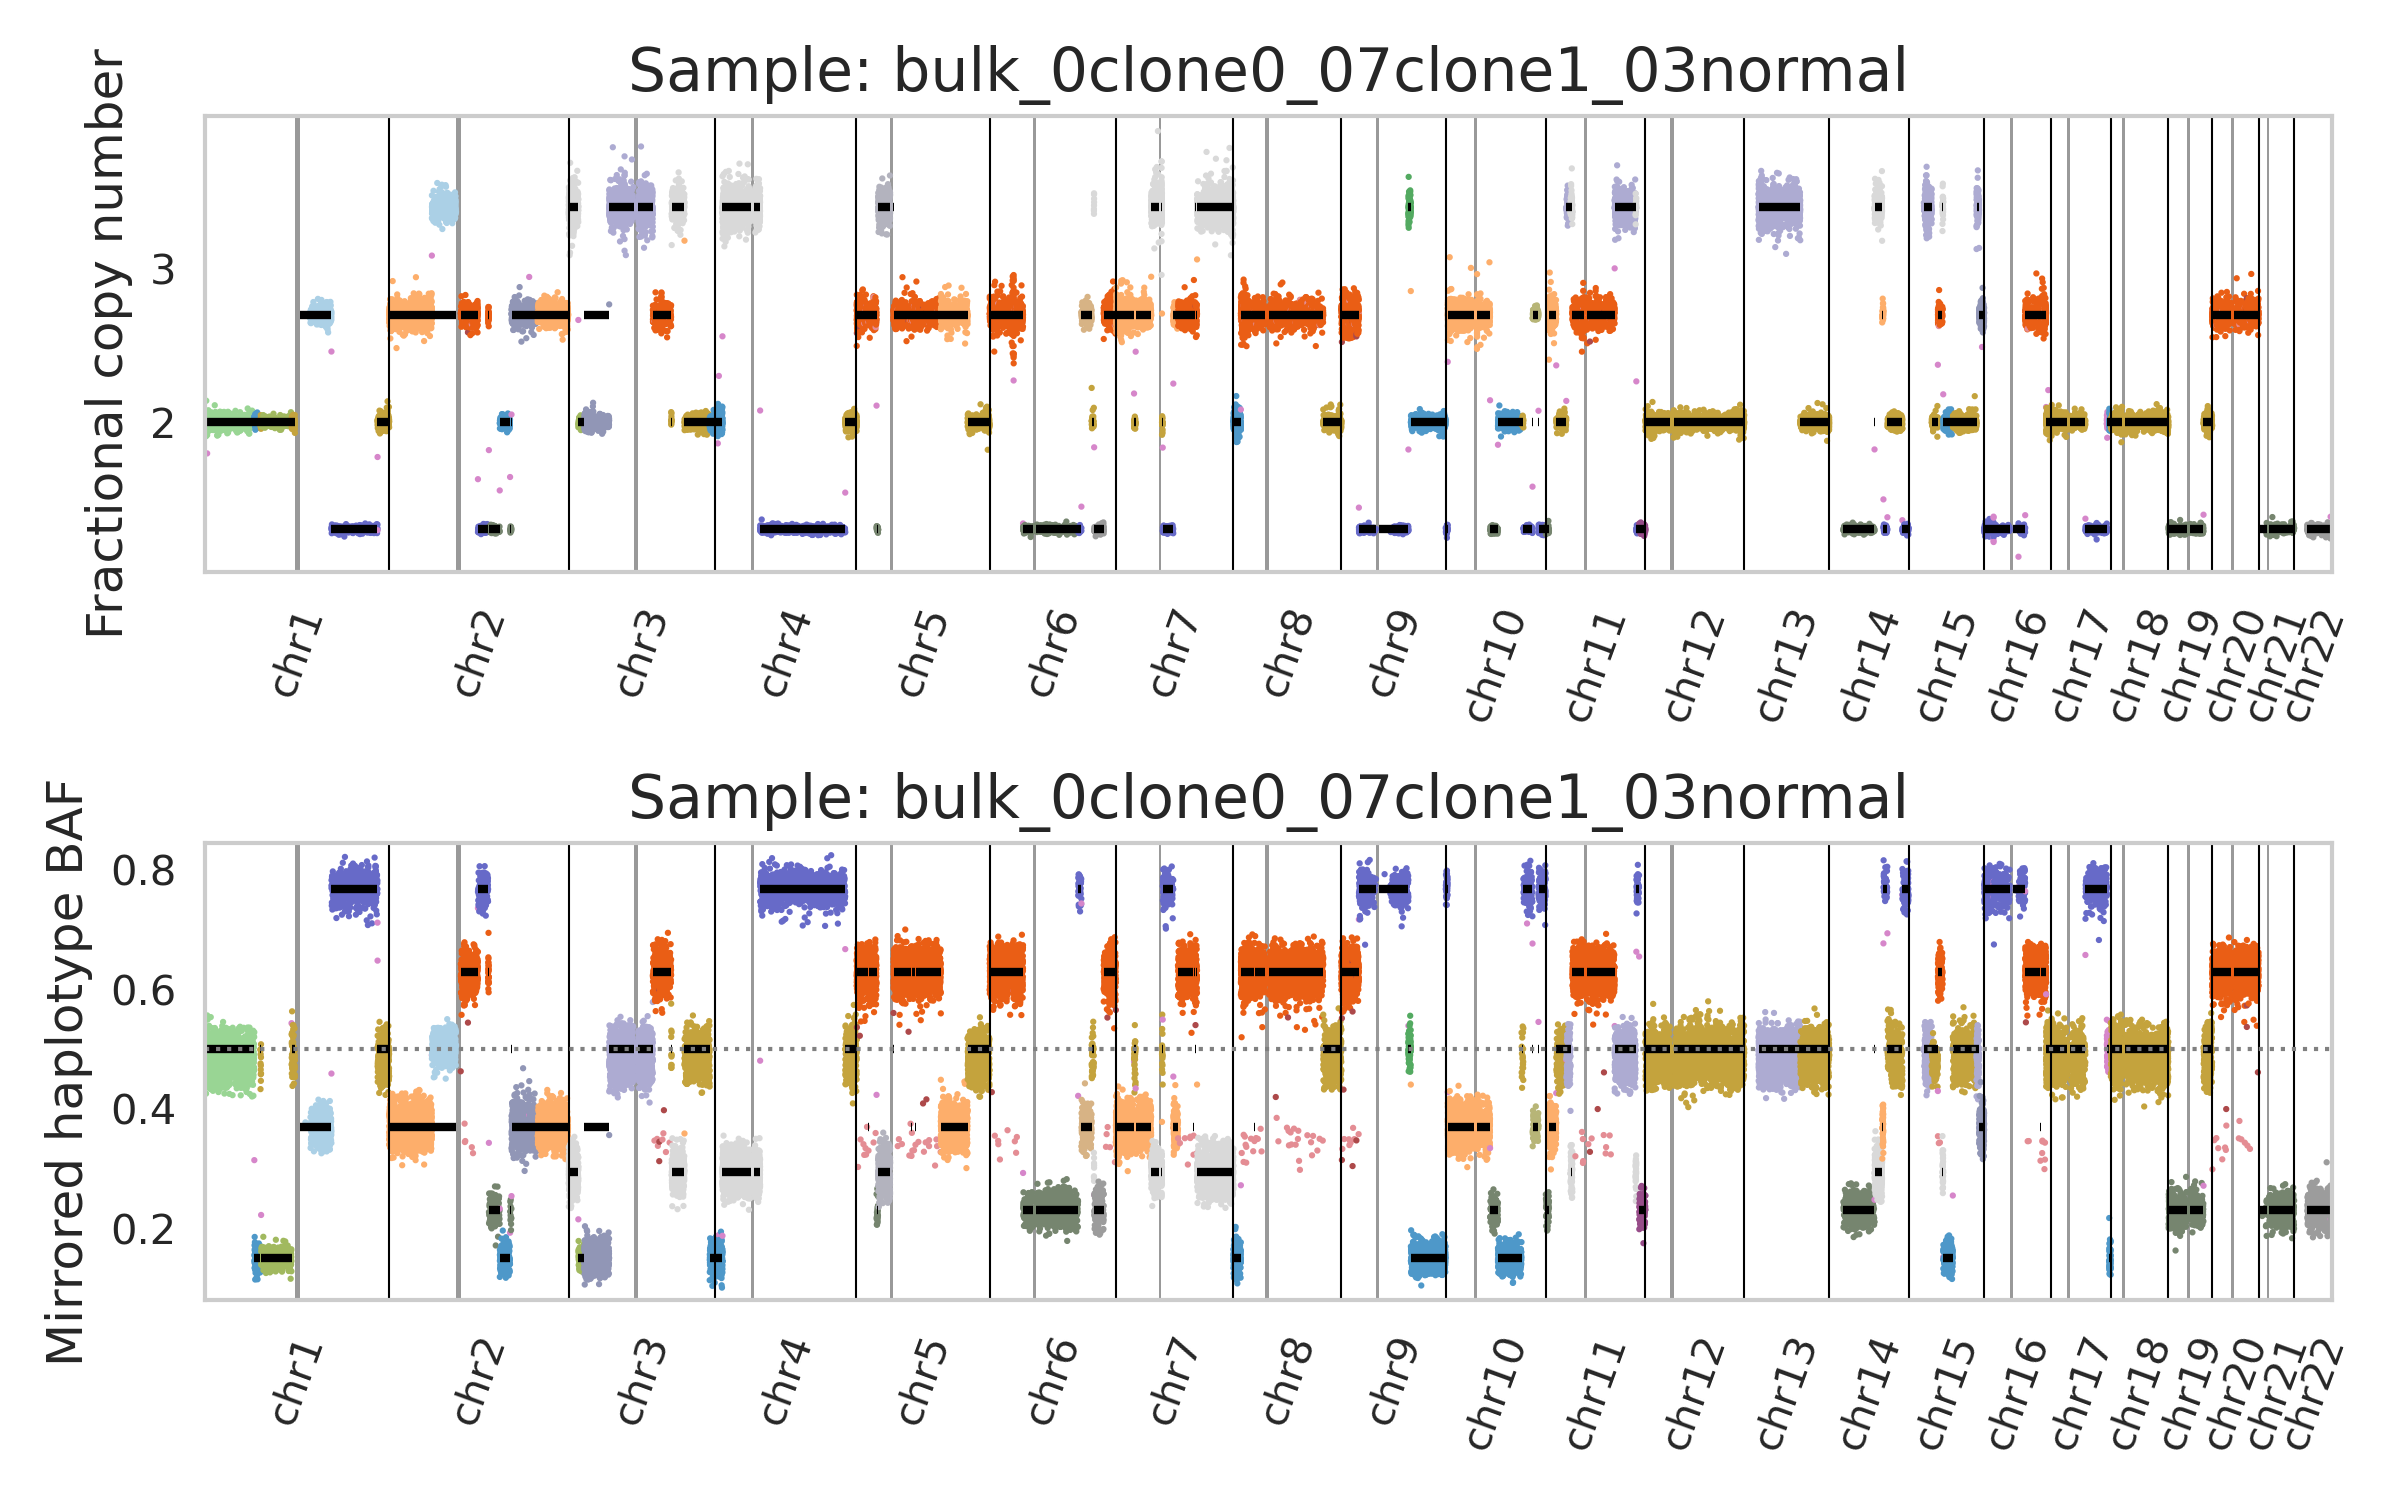 Sample: bulk_0clone0_07clone1_03normal
Fractional copy number
3
2
chr1
chr2
chr3
chr4
chr5
chr6
chr7
chr8
chr9
chr10
chr11
chr12
chr13
chr14
chr15
chr16
chr17
chr18
chr19
chr20
chr21
chr22
Sample: bulk_0clone0_07clone1_03normal
Mirrored haplotype BAF
0.8
0.6
0.4
0.2
chr1
chr2
chr3
chr4
chr5
chr6
chr7
chr8
chr9
chr10
chr11
chr12
chr13
chr14
chr15
chr16
chr17
chr18
chr19
chr20
chr21
chr22